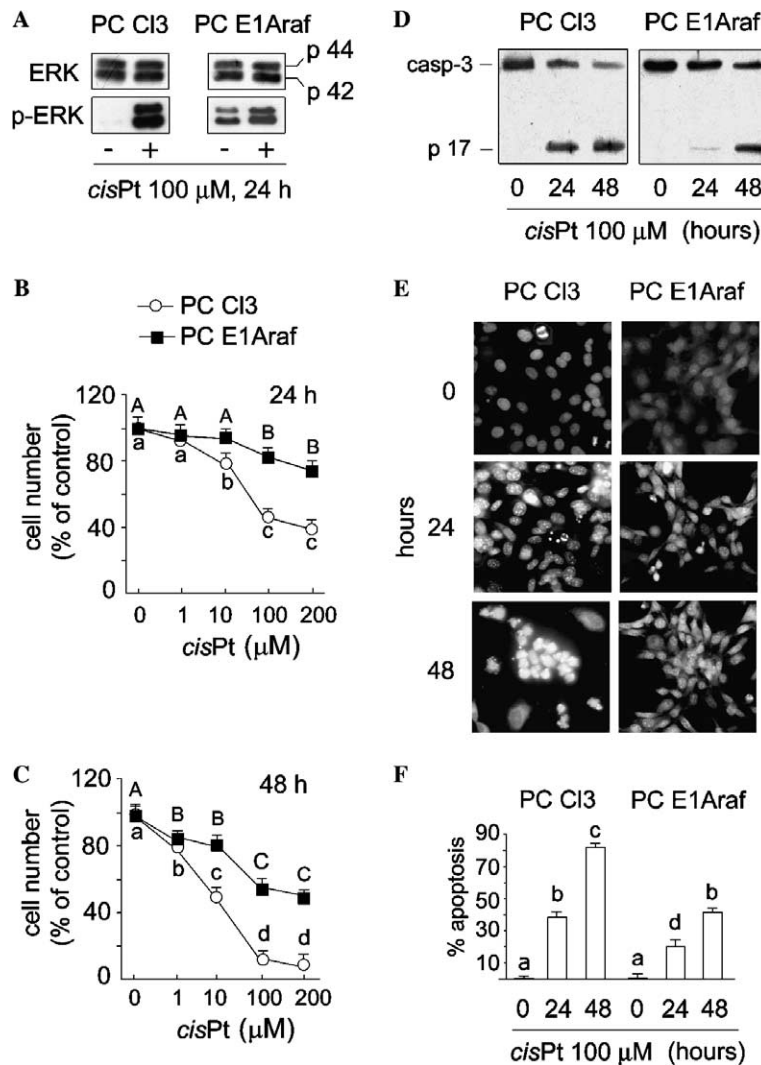 A
PC Cl3 PC E1Araf
ERK
p 44
p 42
p-ERK
- + - +
cisPt 100 µM, 24 h
B
PC Cl3
PC E1Araf
24 h
120
80
40
0
cell number
(% of control)
A A A B B
a a b c c
0 1 10 100 200
cisPt (µM)
C
48 h
120
80
40
0
cell number
(% of control)
A B B C C
a b c d d
0 1 10 100 200
cisPt (µM)
D
PC Cl3 PC E1Araf
casp-3
p 17
0 24 48 0 24 48
cisPt 100 µM (hours)
E
PC Cl3 PC E1Araf
0
24
48
hours
F
PC Cl3 PC E1Araf
90
70
50
30
10
% apoptosis
a b c a d b
0 24 48 0 24 48
cisPt 100 µM (hours)